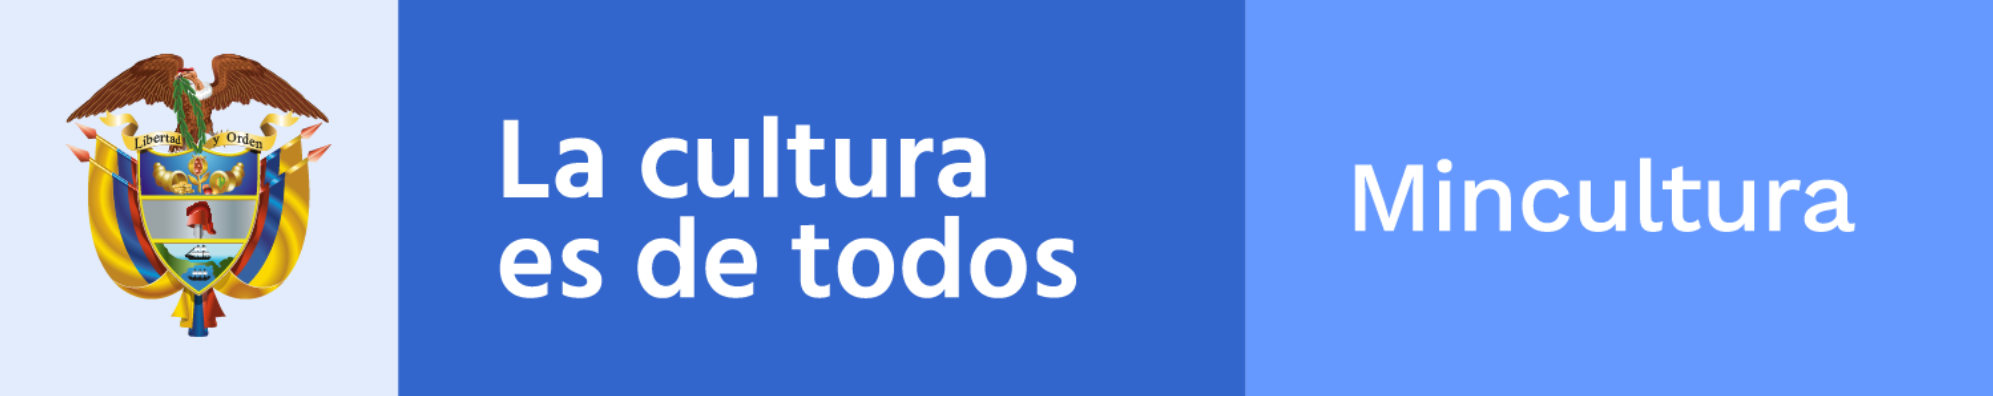 Libertad y Orden
La cultura
es de todos
Mincultura